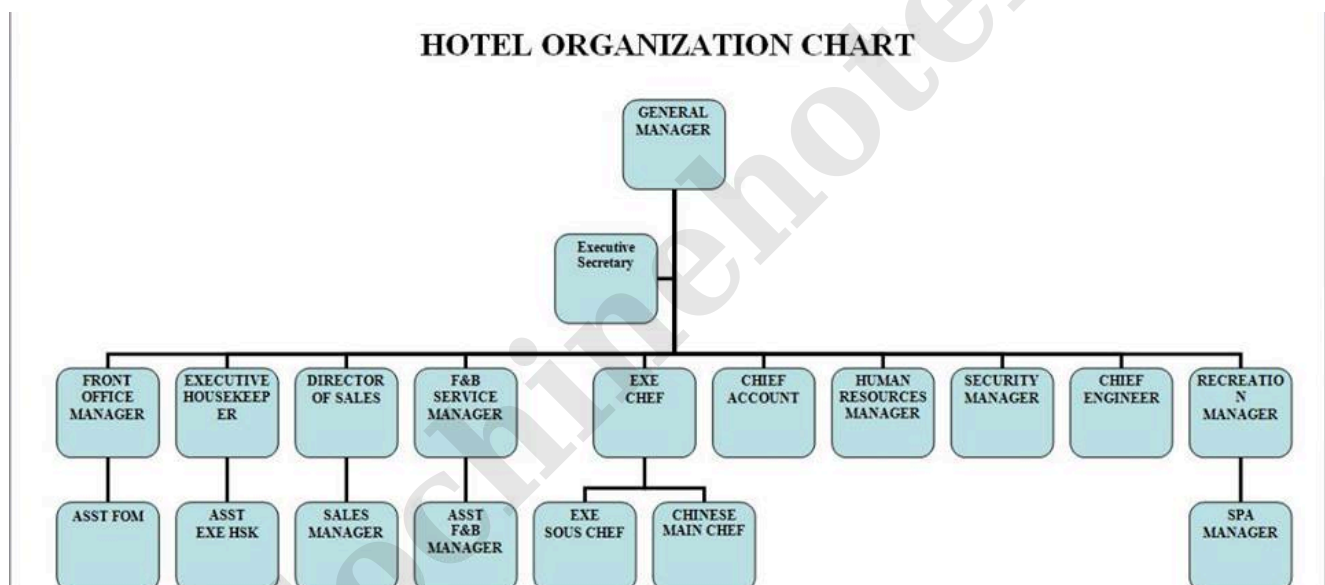 HOTEL ORGANIZATION CHART
GENERAL
MANAGER
Executive
Secretary
FRONT
OFFICE
MANAGER
EXECUTIVE
HOUSEKEEP
ER
DIRECTOR
OF SALES
F&B
SERVICE
MANAGER
EXE
CHEF
CHIEF
ACCOUNT
HUMAN
RESOURCES
MANAGER
SECURITY
MANAGER
CHIEF
ENGINEER
RECREATIO
N
MANAGER
ASST FOM
ASST
EXE HSK
SALES
MANAGER
ASST
F&B
MANAGER
EXE
SOUS CHEF
CHINESE
MAIN CHEF
SPA
MANAGER
ochinehote